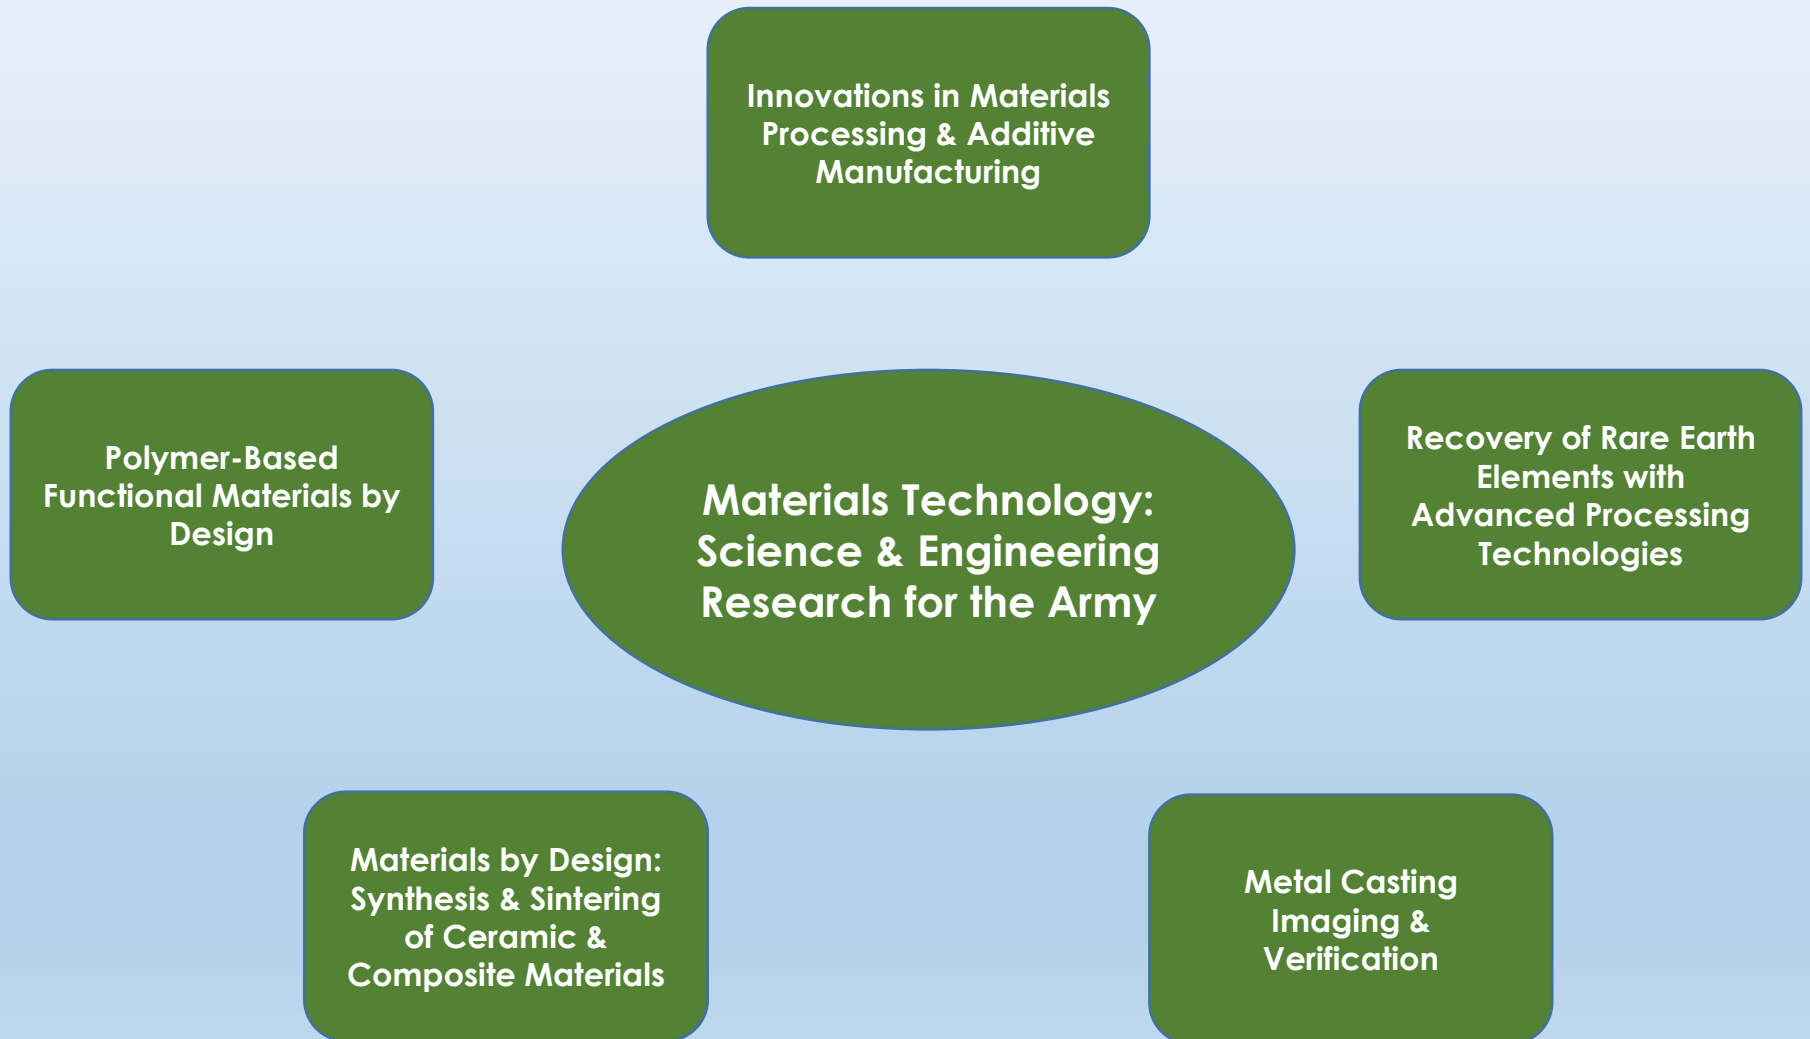 Innovations in Materials
Processing & Additive
Manufacturing
Polymer-Based
Functional Materials by
Design
Materials Technology:
Science & Engineering
Research for the Army
Recovery of Rare Earth
Elements with
Advanced Processing
Technologies
Materials by Design:
Synthesis & Sintering
of Ceramic &
Composite Materials
Metal Casting
Imaging &
Verification